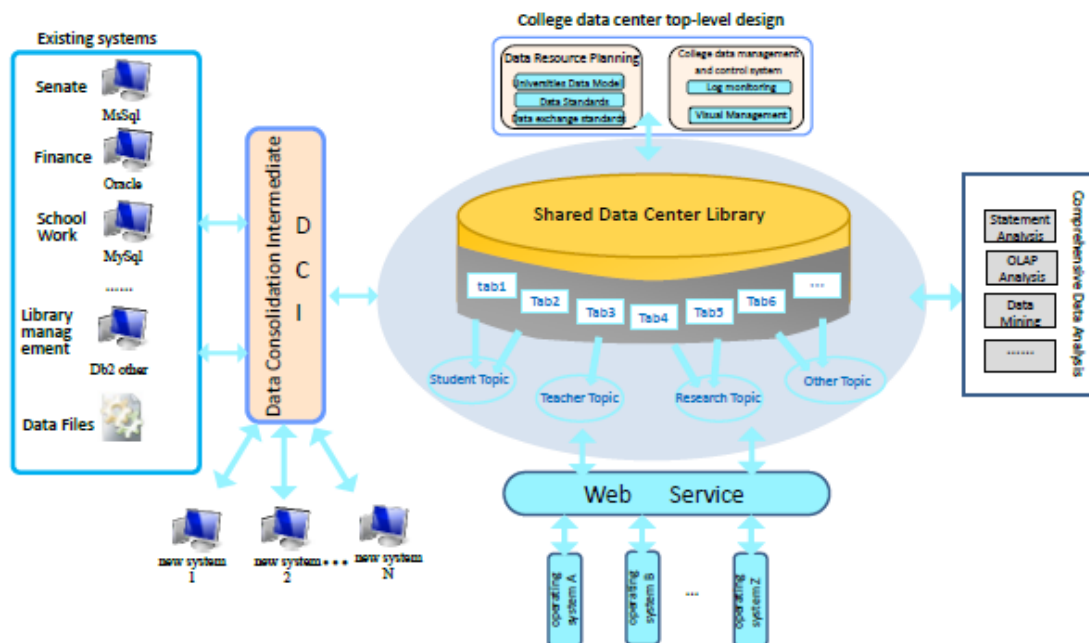 College data center top-level design
Existing systems
Senate
MsSql
Finance
Oracle
School
Work
MySql
......
Library manag
ement
Db2 other
Data Files
Data Consolidation Intermediate
D
C
I
new system
1
new system
2
...
new system
N
Data Resource Planning
Universities Data Model
Data Standards
Data exchange standards
College data management
and control system
Log monitoring
Visual Management
Shared Data Center Library
tab1
Tab2
Tab3
Tab4
Tab5
Tab6
...
Student Topic
Teacher Topic
Research Topic
Other Topic
Web Service
operating
system A
operating
system B
...
operating
system Z
Comprehensive Data Analysis
Statement
Analysis
OLAP
Analysis
Data
Mining
......